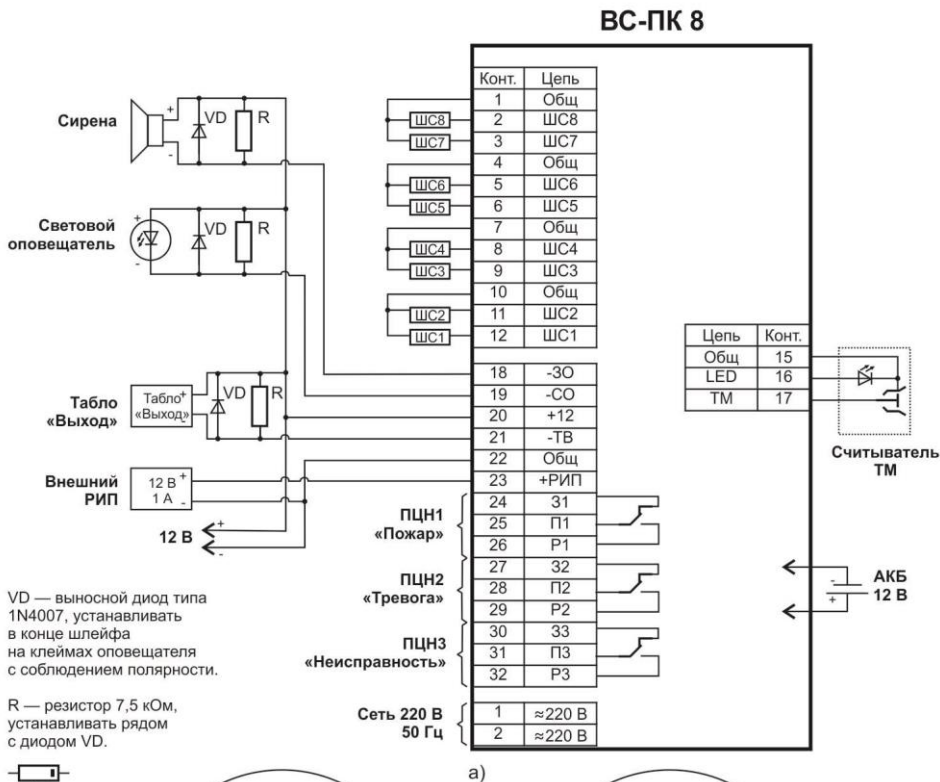 ВС-ПК 8
Конт. Цепь
1 Общ
2 ШС8
3 ШС7
4 Общ
5 ШС6
6 ШС5
7 Общ
8 ШС4
9 ШС3
10 Общ
11 ШС2
12 ШС1
ШС8
ШС7
ШС6
ШС5
ШС4
ШС3
ШС2
ШС1
18 -ЗО
19 -СО
20 +12
21 -ТВ
22 Общ
23 +РИП
24 З1
25 П1
26 Р1
27 З2
28 П2
29 Р2
30 З3
31 П3
32 Р3
1 ≈220 В
2 ≈220 В
Сирена
+
-
VD R
Световой
оповещатель
+
-
VD R
Табло
«Выход»
Табло+
«Выход»-
VD R
Внешний
РИП
12 В +
1 А -
12 В
+
-
ПЦН1
«Пожар»
ПЦН2
«Тревога»
ПЦН3
«Неисправность»
Сеть 220 В
50 Гц
Цепь Конт.
Общ 15
LED 16
ТМ 17
Считыватель
ТМ
-
+
АКБ
12 В
VD — выносной диод типа
1N4007, устанавливать
в конце шлейфа
на клеймах оповещателя
с соблюдением полярности.
R — резистор 7,5 кОм,
устанавливать рядом
с диодом VD.
а)